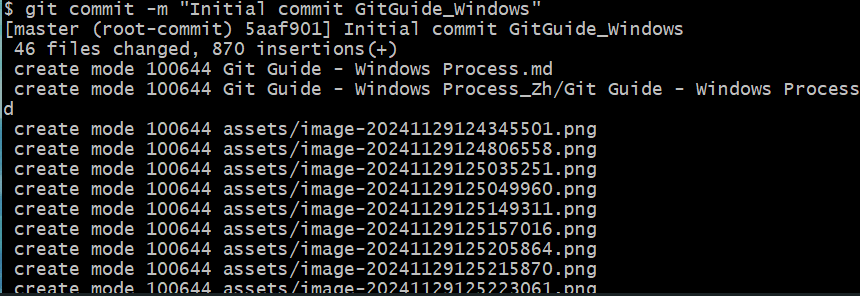 $ git commit -m "Initial commit GitGuide_Windows"
[master (root-commit) 5aaf901] Initial commit GitGuide_Windows
 46 files changed, 870 insertions(+)
 create mode 100644 Git Guide - Windows Process.md
 create mode 100644 Git Guide - Windows Process_Zh/Git Guide - Windows Process
d
 create mode 100644 assets/image-20241129124345501.png
 create mode 100644 assets/image-20241129124806558.png
 create mode 100644 assets/image-20241129125035251.png
 create mode 100644 assets/image-20241129125049960.png
 create mode 100644 assets/image-20241129125149311.png
 create mode 100644 assets/image-20241129125157016.png
 create mode 100644 assets/image-20241129125205864.png
 create mode 100644 assets/image-20241129125215870.png
 create mode 100644 assets/image-20241129125223061.png